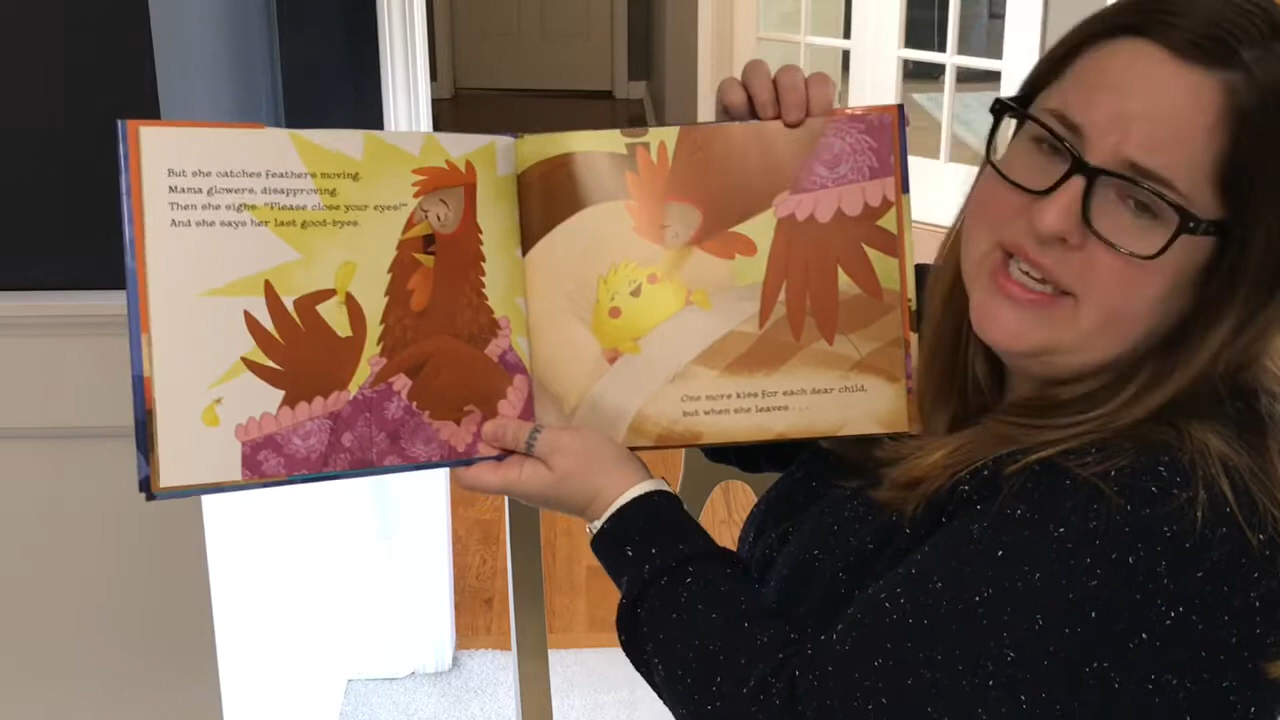 But she catches feathers moving.
Mama glowers, disapproving.
Then she sighs. "Please close your eyes!"
And she says her last good-byes.
One more kiss for each dear child,
but when she leaves . . .